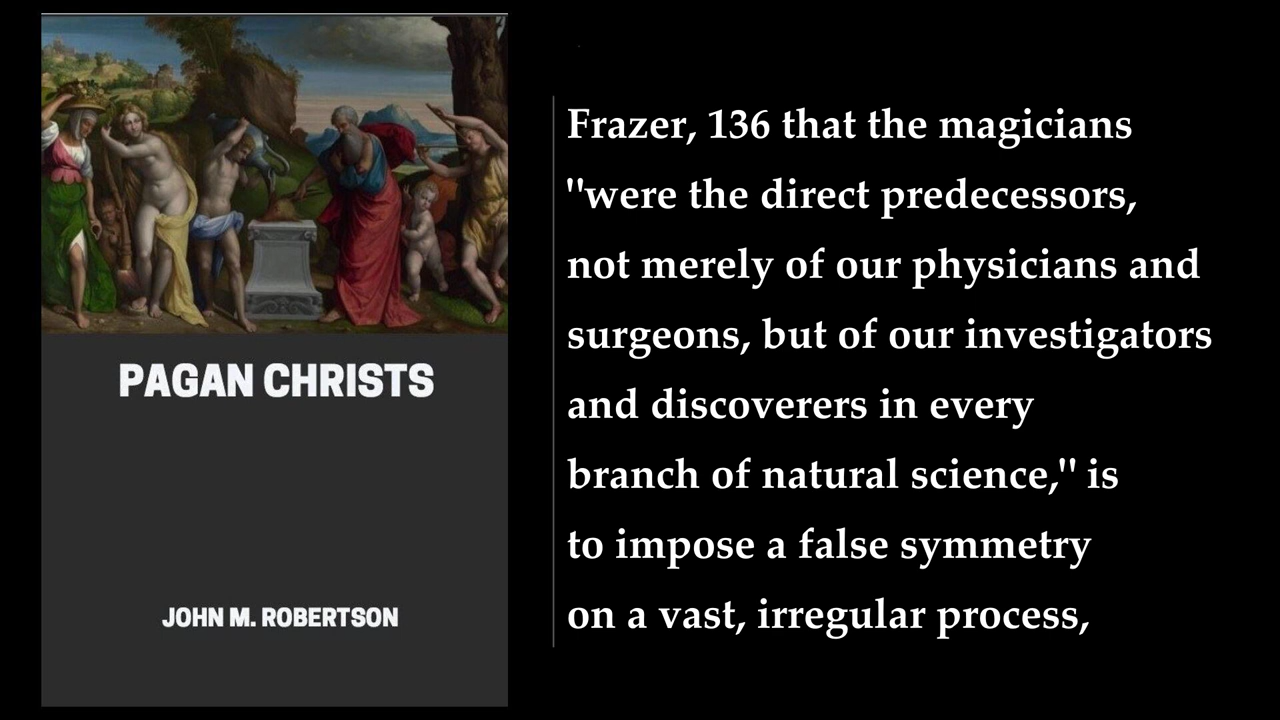 PAGAN CHRISTS
JOHN M. ROBERTSON
Frazer, 136 that the magicians
"were the direct predecessors,
not merely of our physicians and
surgeons, but of our investigators
and discoverers in every
branch of natural science," is
to impose a false symmetry
on a vast, irregular process,